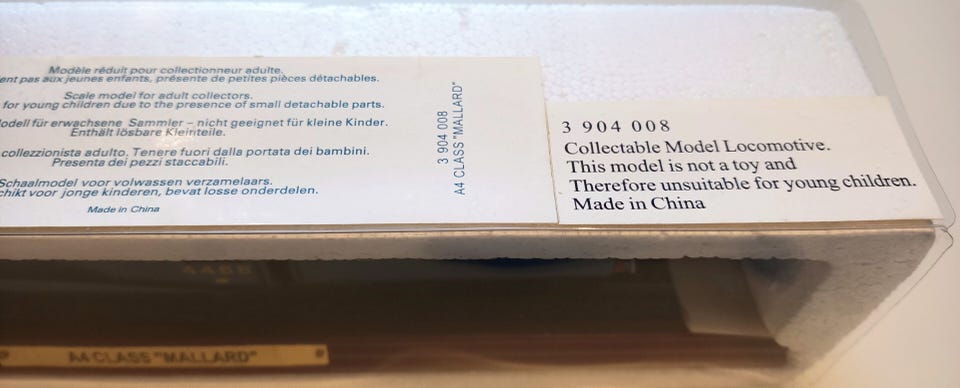 Modèle réduit pour collectionneur adulte.
pas aux jeunes enfants, présente de petites pièces détachables.
Scale model for adult collectors.
for young children due to the presence of small detachable parts.
für erwachsene Sammler – nicht geeignet für kleine Kinder.
Enthält lösbare Kleinteile.
collezzionista adulto. Tenere fuori dalla portata dei bambini.
Presenta dei pezzi staccabili.
Schaalmodel voor volwassen verzamelaars.
voor jonge kinderen, bevat losse onderdelen.
Made in China
3 904 008
A4 CLASS "MALLARD"
3 904 008
Collectable Model Locomotive.
This model is not a toy and
Therefore unsuitable for young children.
Made in China
4468
A4 CLASS "MALLARD"